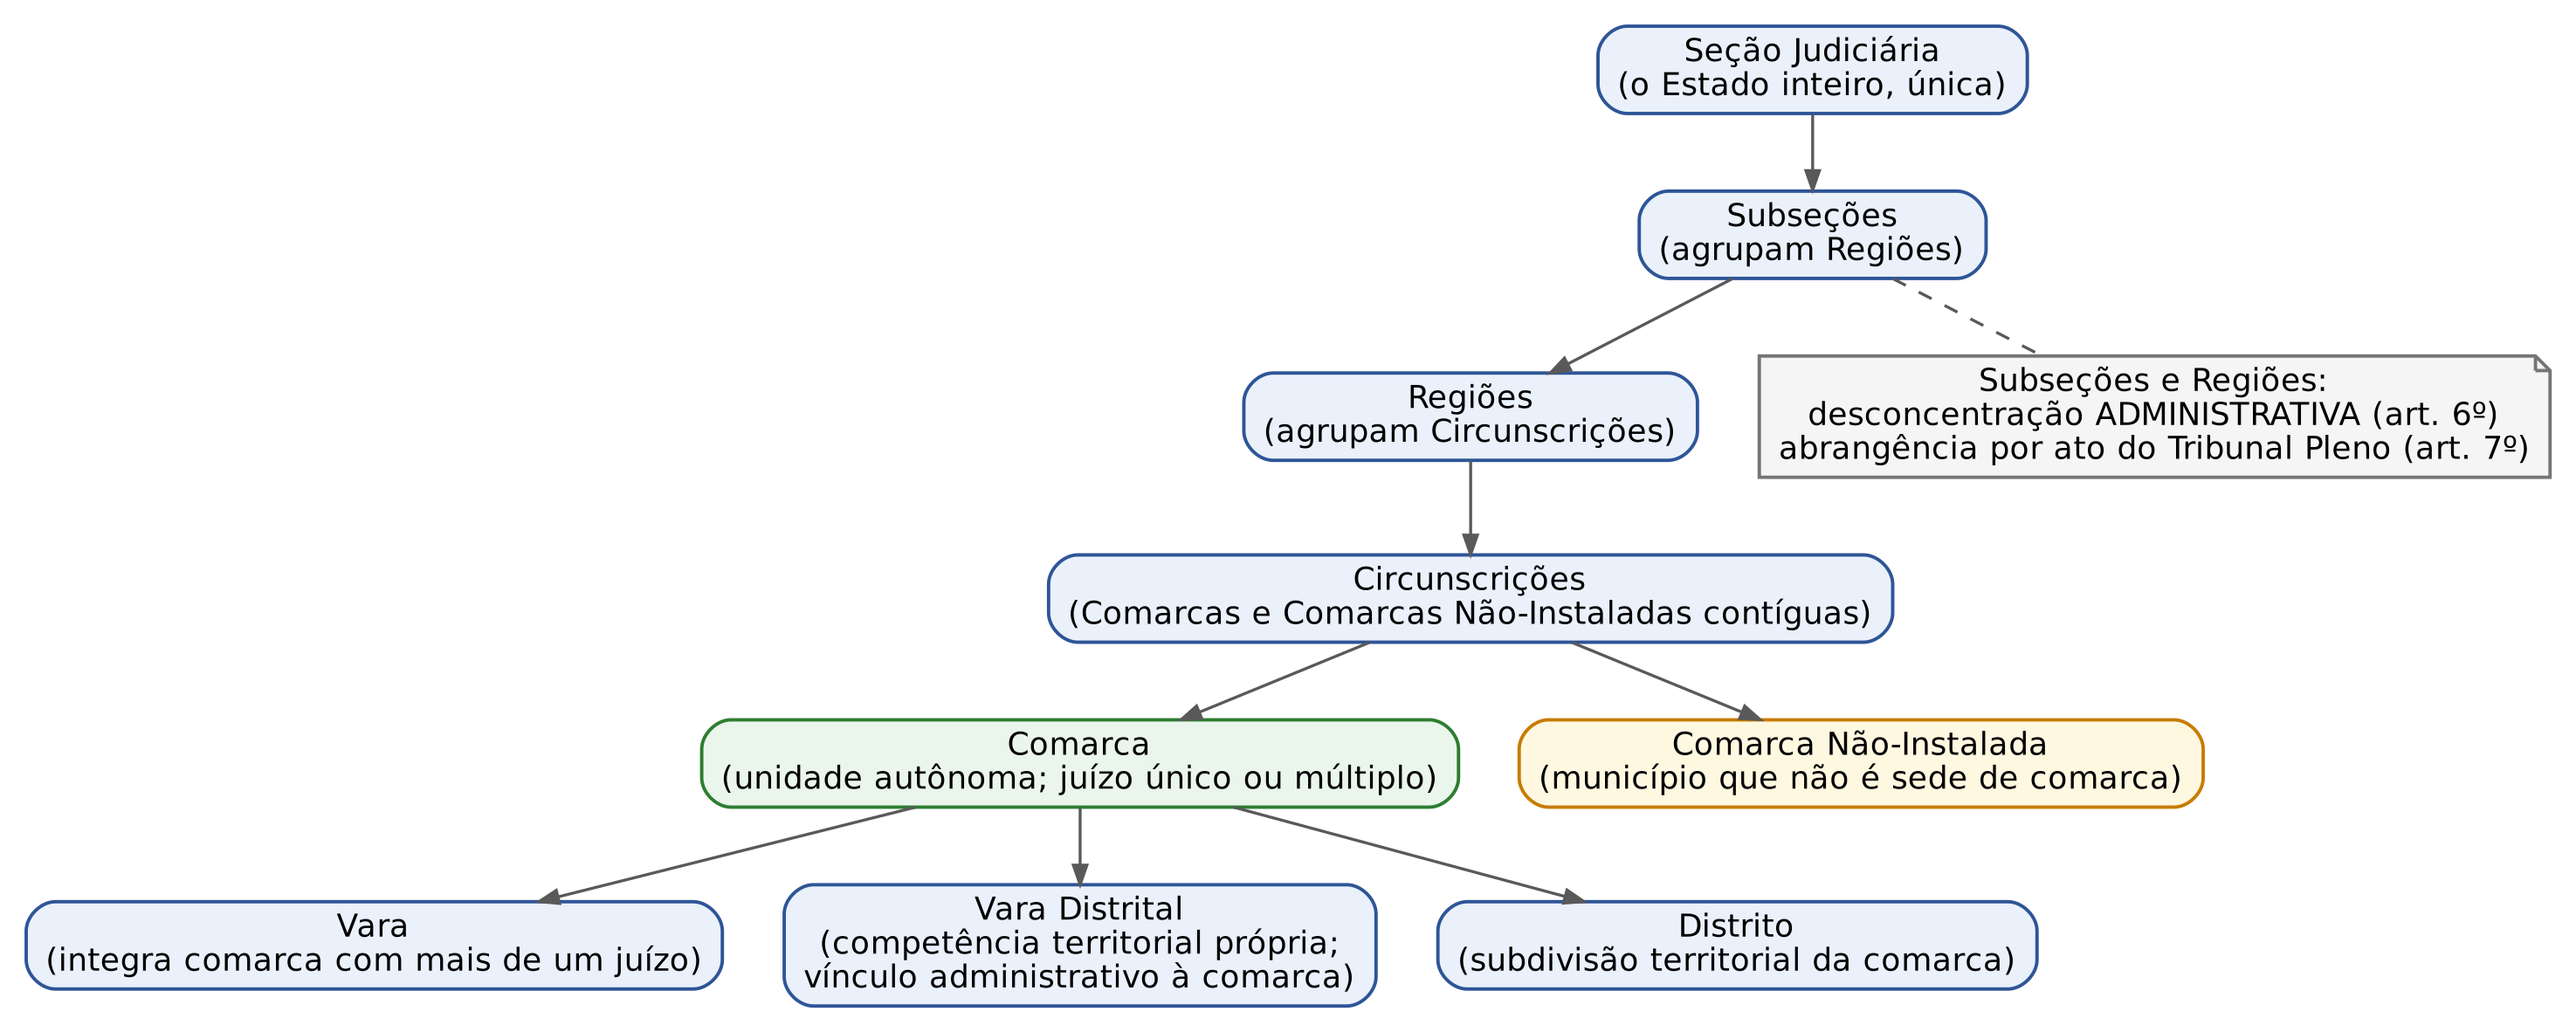 Seção Judiciária
(o Estado inteiro, única)
Subseções
(agrupam Regiões)
Regiões
(agrupam Circunscrições)
Subseções e Regiões:
desconcentração ADMINISTRATIVA (art. 6º)
abrangência por ato do Tribunal Pleno (art. 7º)
Circunscrições
(Comarcas e Comarcas Não-Instaladas contíguas)
Comarca
(unidade autônoma; juízo único ou múltiplo)
Comarca Não-Instalada
(município que não é sede de comarca)
Vara
(integra comarca com mais de um juízo)
Vara Distrital
(competência territorial própria;
vínculo administrativo à comarca)
Distrito
(subdivisão territorial da comarca)